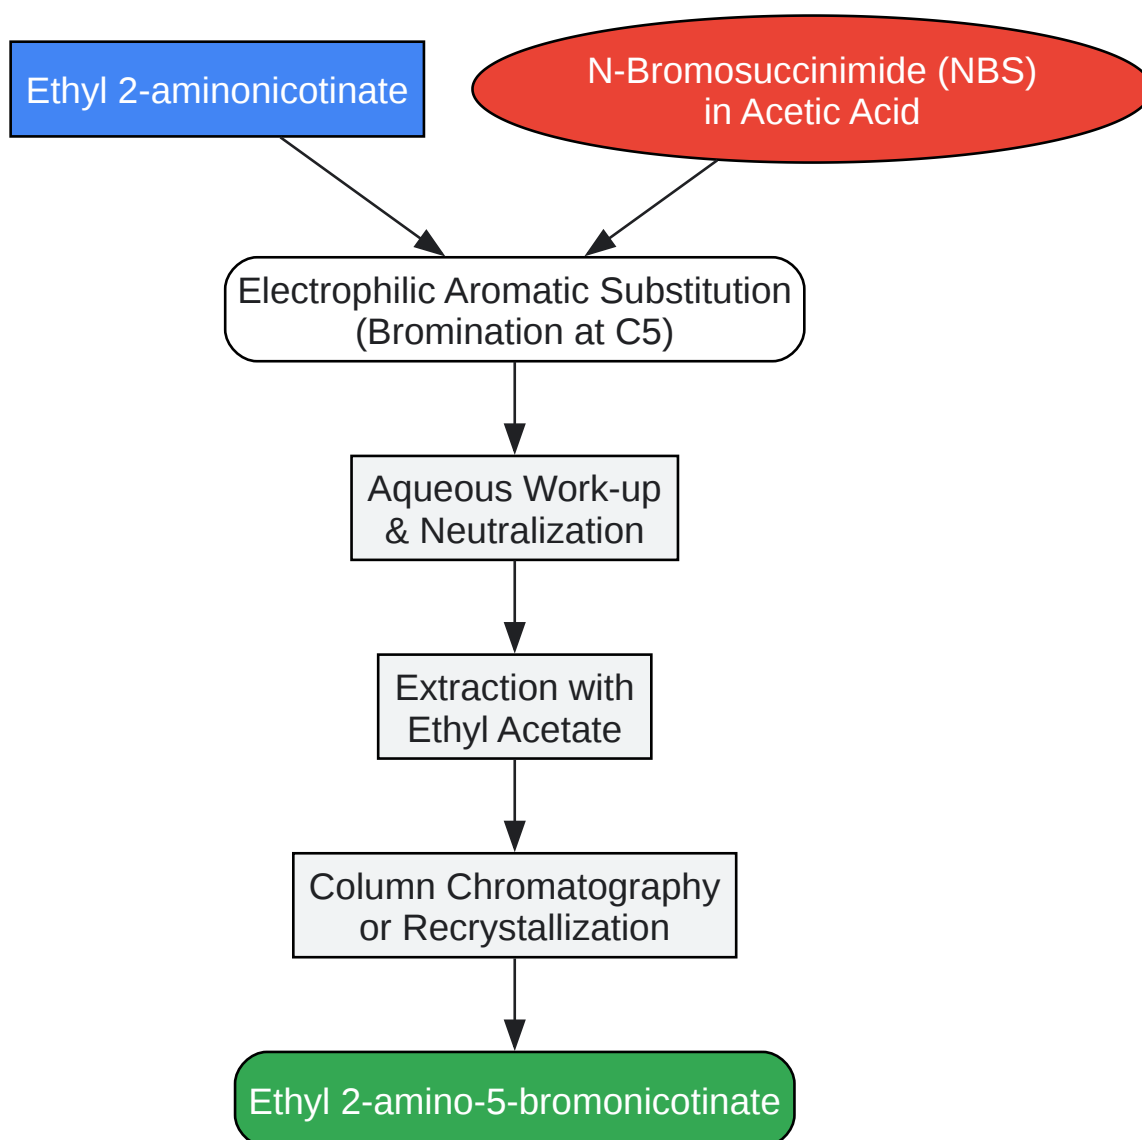 Ethyl 2-aminonicotinate
N-Bromosuccinimide (NBS)
in Acetic Acid
Electrophilic Aromatic Substitution
(Bromination at C5)
Aqueous Work-up
& Neutralization
Extraction with
Ethyl Acetate
Column Chromatography
or Recrystallization
Ethyl 2-amino-5-bromonicotinate